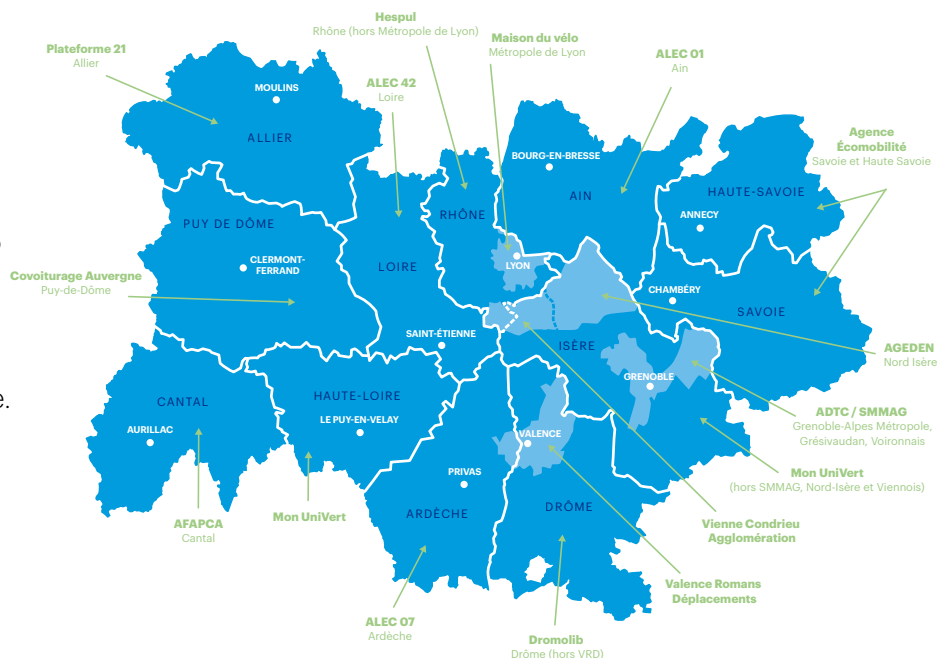 Hespul
Rhône (hors Métropole de Lyon)
Maison du vélo
Métropole de Lyon
Plateforme 21
Allier
ALEC 01
Ain
ALEC 42
Loire
MOULINS
ALLIER
Agence
Écomobilité
Savoie et Haute Savoie
BOURG-EN-BRESSE
AIN
HAUTE-SAVOIE
RHÔNE
ANNECY
PUY DE DÔME
CLERMONT-
FERRAND
LOIRE
LYON
Covoiturage Auvergne
Puy-de-Dôme
CHAMBÉRY
SAVOIE
SAINT-ÉTIENNE
ISÈRE
AGEDEN
Nord Isère
GRENOBLE
e.
CANTAL
HAUTE-LOIRE
LE PUY-EN-VELAY
AURILLAC
VALENCE
ADTC / SMMAG
Grenoble-Alpes Métropole,
Grésivaudan, Voironnais
PRIVAS
Mon UniVert
(hors SMMAG, Nord-Isère et Viennois)
ARDÈCHE
DRÔME
AFAPCA
Cantal
Mon UniVert
Vienne Condrieu
Agglomération
Valence Romans
Déplacements
ALEC 07
Ardèche
Dromolib
Drôme (hors VRD)